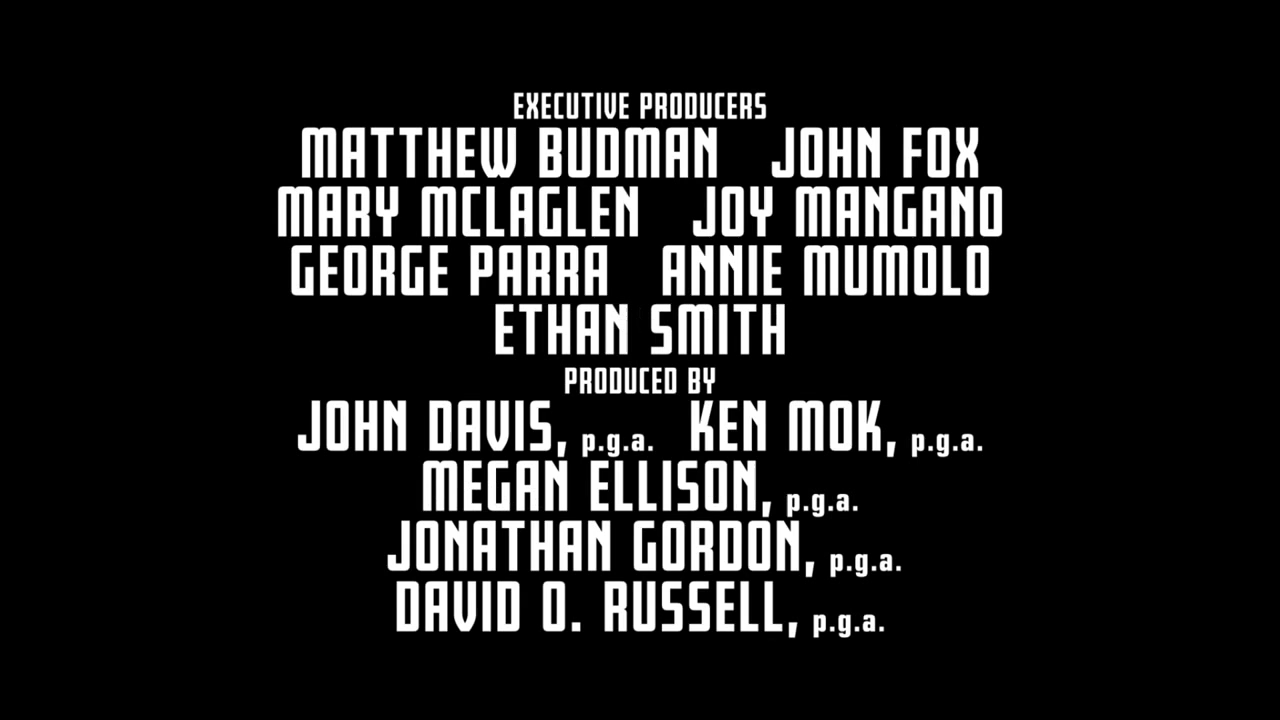 EXECUTIVE PRODUCERS
MATTHEW BUDMAN JOHN FOX
MARY MCLAGLEN JOY MANGANO
GEORGE PARRA ANNIE MUMOLO
ETHAN SMITH
PRODUCED BY
JOHN DAVIS, p.g.a. KEN MOK, p.g.a.
MEGAN ELLISON, p.g.a.
JONATHAN GORDON, p.g.a.
DAVID O. RUSSELL, p.g.a.